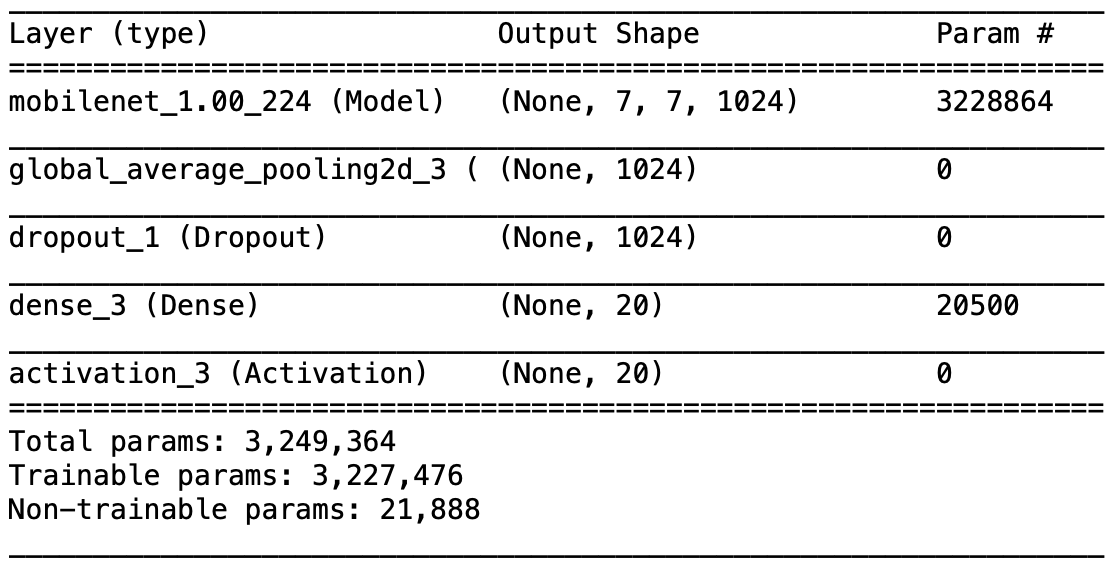 Layer (type) Output Shape Param #
mobilenet_1.00_224 (Model) (None, 7, 7, 1024) 3228864
global_average_pooling2d_3 ( (None, 1024) 0
dropout_1 (Dropout) (None, 1024) 0
dense_3 (Dense) (None, 20) 20500
activation_3 (Activation) (None, 20) 0
Total params: 3,249,364
Trainable params: 3,227,476
Non-trainable params: 21,888